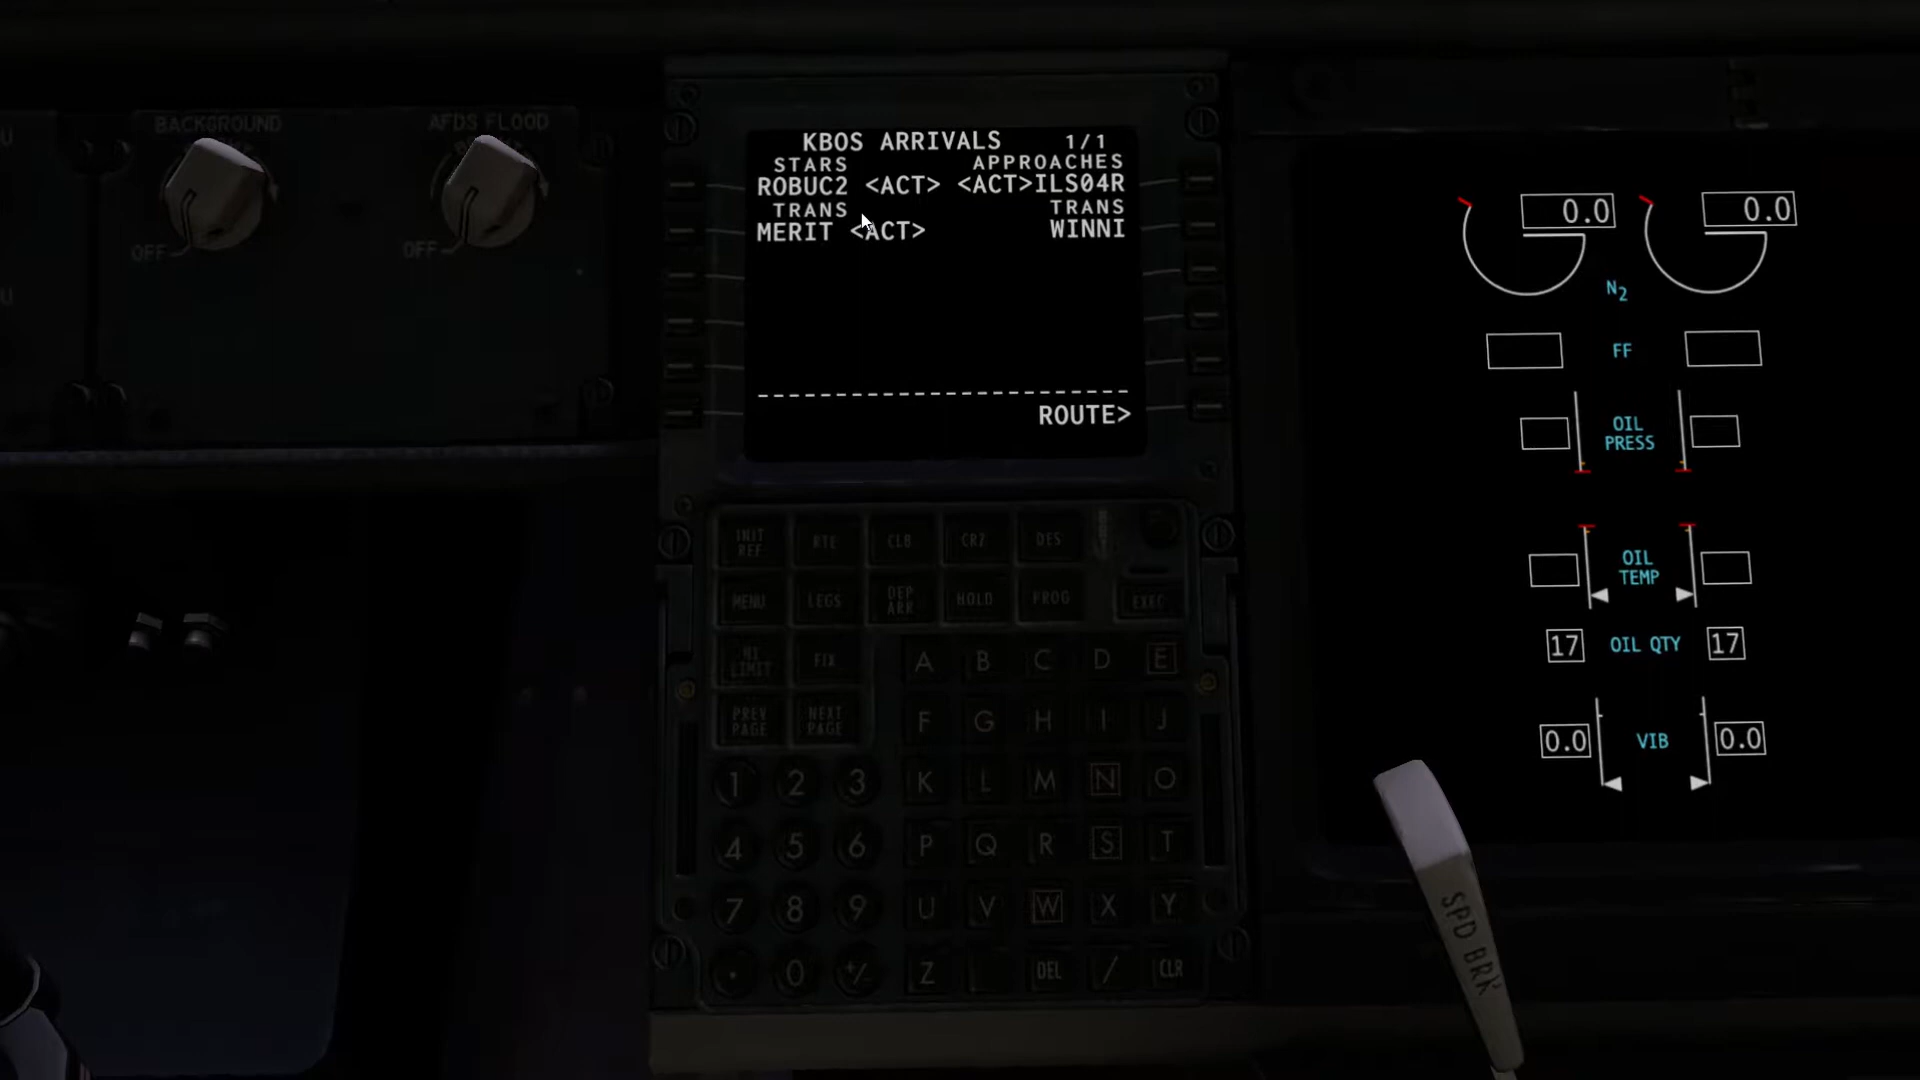 BACKGROUND
AFDS FLOOD
OFF
OFF
KBOS ARRIVALS 1/1
STARS APPROACHES
ROBUC2 <ACT> <ACT>ILS04R
TRANS TRANS
MERIT <ACT> WINNI
------------------------
ROUTE>
INIT REF RTE CLB CRZ DES
MENU LEGS DEP ARR HOLD PROG EXEC
N1 LIMIT FIX
PREV PAGE NEXT PAGE
A B C D E
F G H I J
K L M N O
P Q R S T
U V W X Y
Z DEL / CLR
1 2 3
4 5 6
7 8 9
. 0 +/-
0.0 0.0
N2
FF
OIL PRESS
OIL TEMP
17 OIL QTY 17
0.0 VIB 0.0
SPD BRK